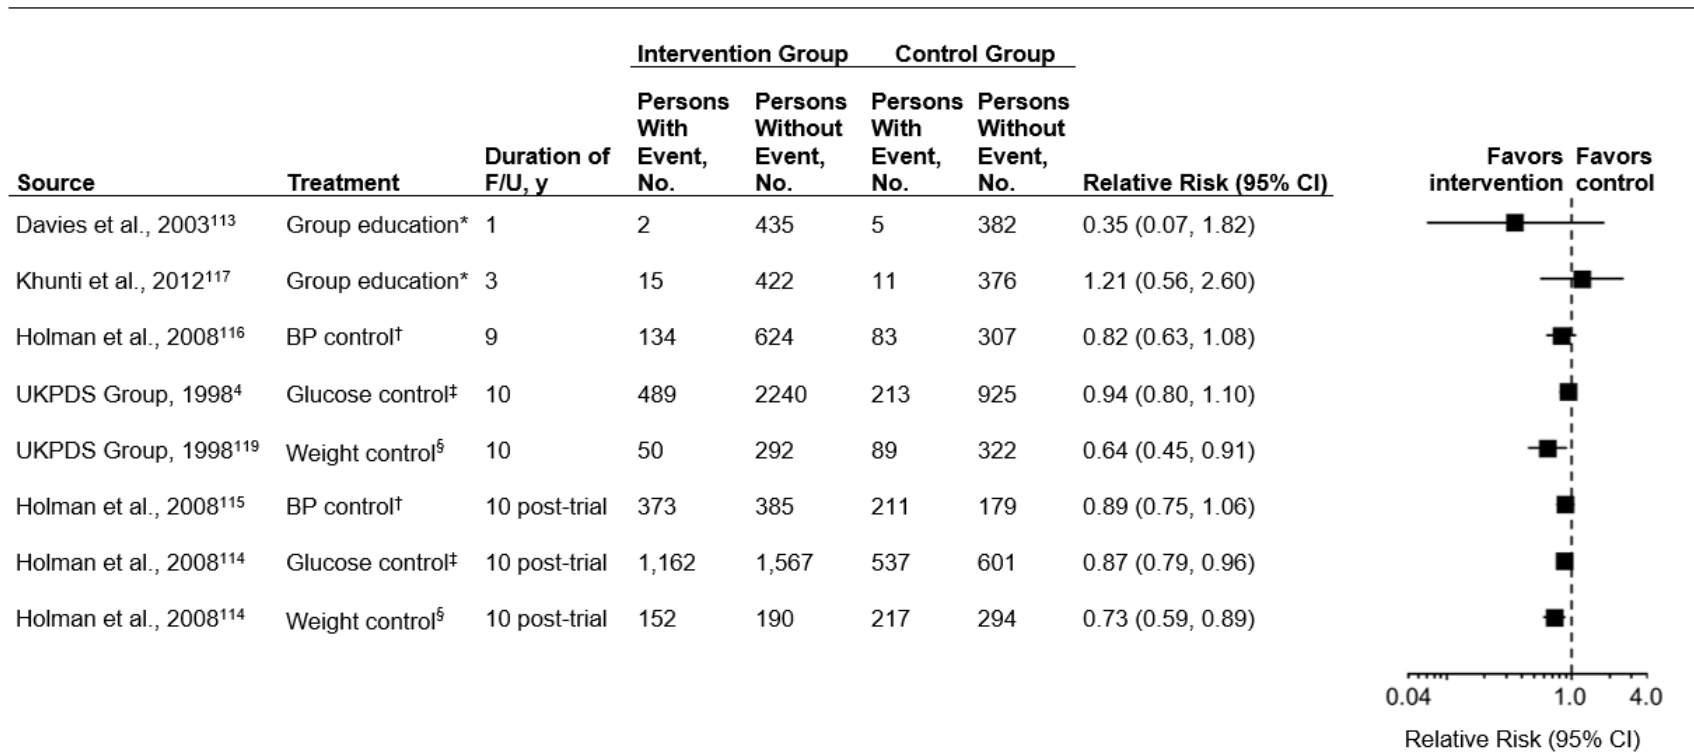 Intervention Group Control Group
Persons Persons Persons Persons
With Without With Without
Duration of Event, Event, Event, Event, Favors Favors
Source Treatment F/U, y No. No. No. No. Relative Risk (95% CI) intervention control
Davies et al., 2003¹¹³ Group education* 1 2 435 5 382 0.35 (0.07, 1.82)
Khunti et al., 2012¹¹⁷ Group education* 3 15 422 11 376 1.21 (0.56, 2.60)
Holman et al., 2008¹¹⁶ BP control† 9 134 624 83 307 0.82 (0.63, 1.08)
UKPDS Group, 1998⁴ Glucose control‡ 10 489 2240 213 925 0.94 (0.80, 1.10)
UKPDS Group, 1998¹¹⁹ Weight control§ 10 50 292 89 322 0.64 (0.45, 0.91)
Holman et al., 2008¹¹⁵ BP control† 10 post-trial 373 385 211 179 0.89 (0.75, 1.06)
Holman et al., 2008¹¹⁴ Glucose control‡ 10 post-trial 1,162 1,567 537 601 0.87 (0.79, 0.96)
Holman et al., 2008¹¹⁴ Weight control§ 10 post-trial 152 190 217 294 0.73 (0.59, 0.89)
0.04 1.0 4.0
Relative Risk (95% CI)